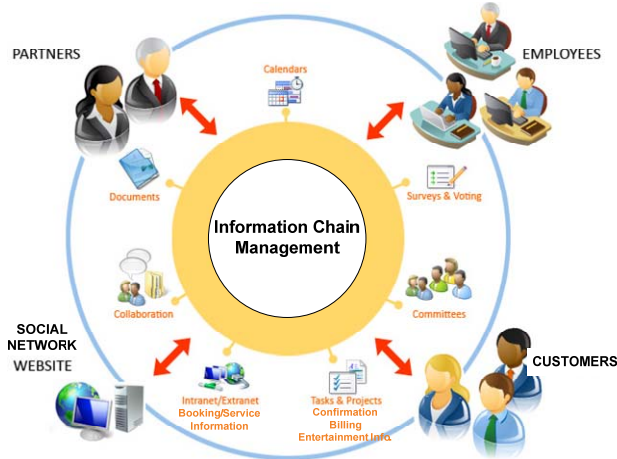 PARTNERS
EMPLOYEES
Calendars
Documents
Surveys & Voting
Information Chain
Management
Collaboration
Committees
SOCIAL
NETWORK
WEBSITE
CUSTOMERS
Intranet/Extranet
Booking/Service
Information
Tasks & Projects
Confirmation
Billing
Entertainment Info.